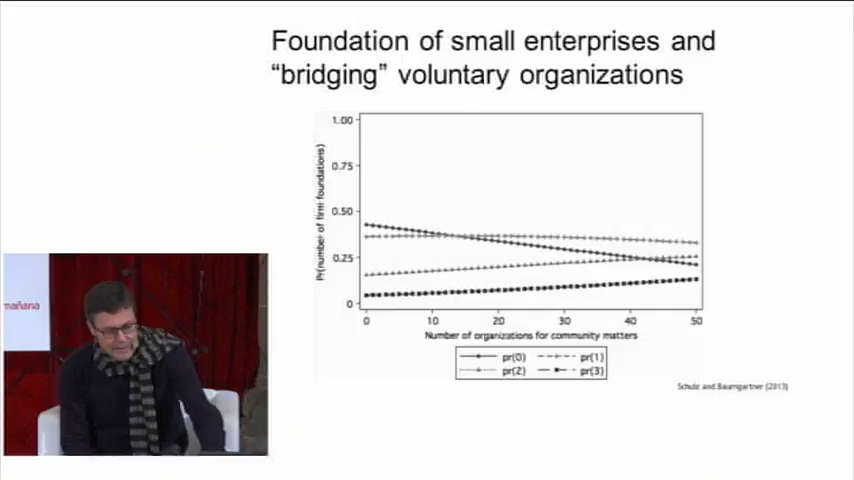 Foundation of small enterprises and
“bridging” voluntary organizations
1.00
0.75
0.50
0.25
0
Pr(number of firm foundations)
0 10 20 30 40 50
Number of organizations for community matters
pr(0) pr(1)
pr(2) pr(3)
Schulz and Baumgartner (2013)
mañana